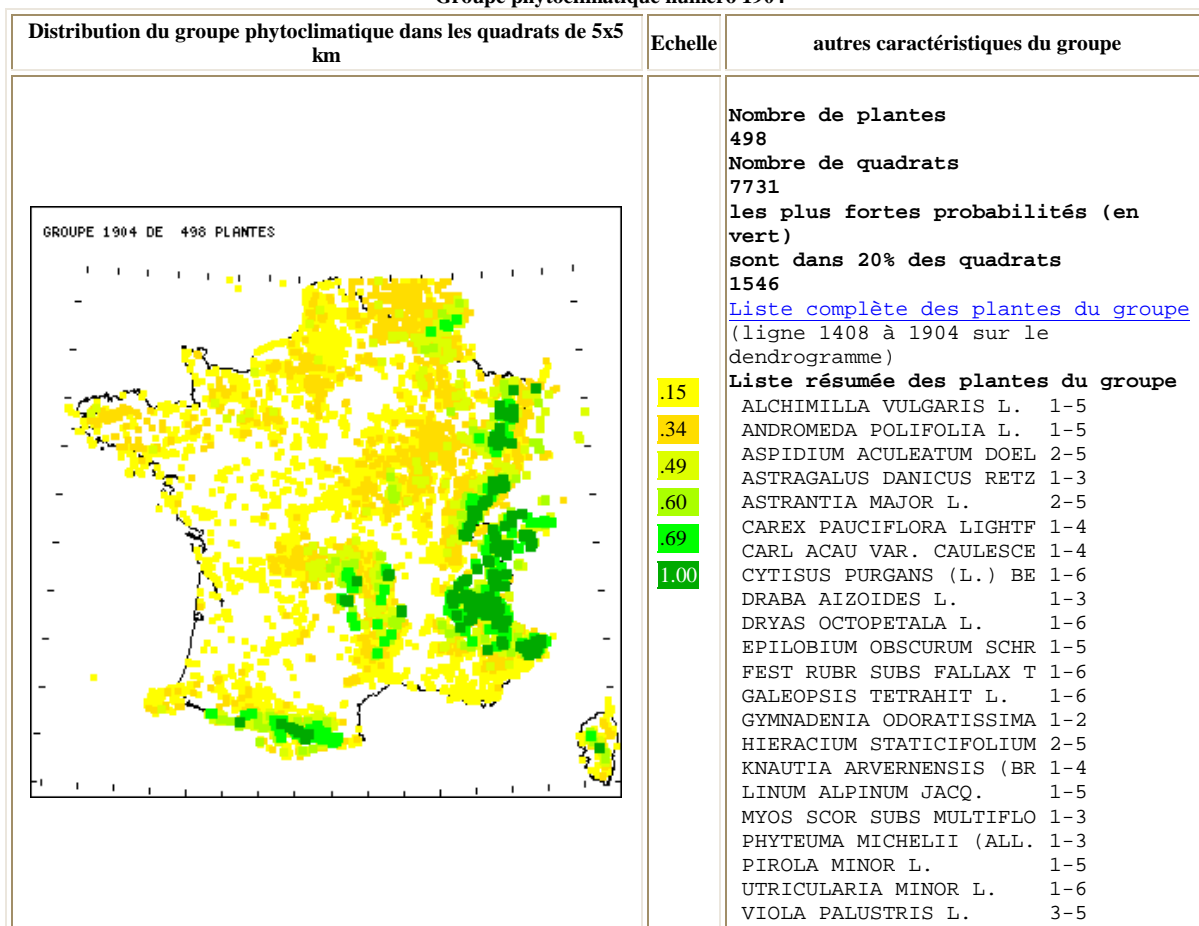 Groupe phytoclimatique numéro 1904
Distribution du groupe phytoclimatique dans les quadrats de 5x5
km
Echelle
autres caractéristiques du groupe
GROUPE 1904 DE 498 PLANTES
.15
.34
.49
.60
.69
1.00
Nombre de plantes
498
Nombre de quadrats
7731
les plus fortes probabilités (en
vert)
sont dans 20% des quadrats
1546
Liste complète des plantes du groupe
(ligne 1408 à 1904 sur le
dendrogramme)
Liste résumée des plantes du groupe
ALCHIMILLA VULGARIS L. 1-5
ANDROMEDA POLIFOLIA L. 1-5
ASPIDIUM ACULEATUM DOEL 2-5
ASTRAGALUS DANICUS RETZ 1-3
ASTRANTIA MAJOR L. 2-5
CAREX PAUCIFLORA LIGHTF 1-4
CARL ACAU VAR. CAULESCE 1-4
CYTISUS PURGANS (L.) BE 1-6
DRABA AIZOIDES L. 1-3
DRYAS OCTOPETALA L. 1-6
EPILOBIUM OBSCURUM SCHR 1-5
FEST RUBR SUBS FALLAX T 1-6
GALEOPSIS TETRAHIT L. 1-6
GYMNADENIA ODORATISSIMA 1-2
HIERACIUM STATICIFOLIUM 2-5
KNAUTIA ARVERNENSIS (BR 1-4
LINUM ALPINUM JACQ. 1-5
MYOS SCOR SUBS MULTIFLO 1-3
PHYTEUMA MICHELII (ALL. 1-3
PIROLA MINOR L. 1-5
UTRICULARIA MINOR L. 1-6
VIOLA PALUSTRIS L. 3-5